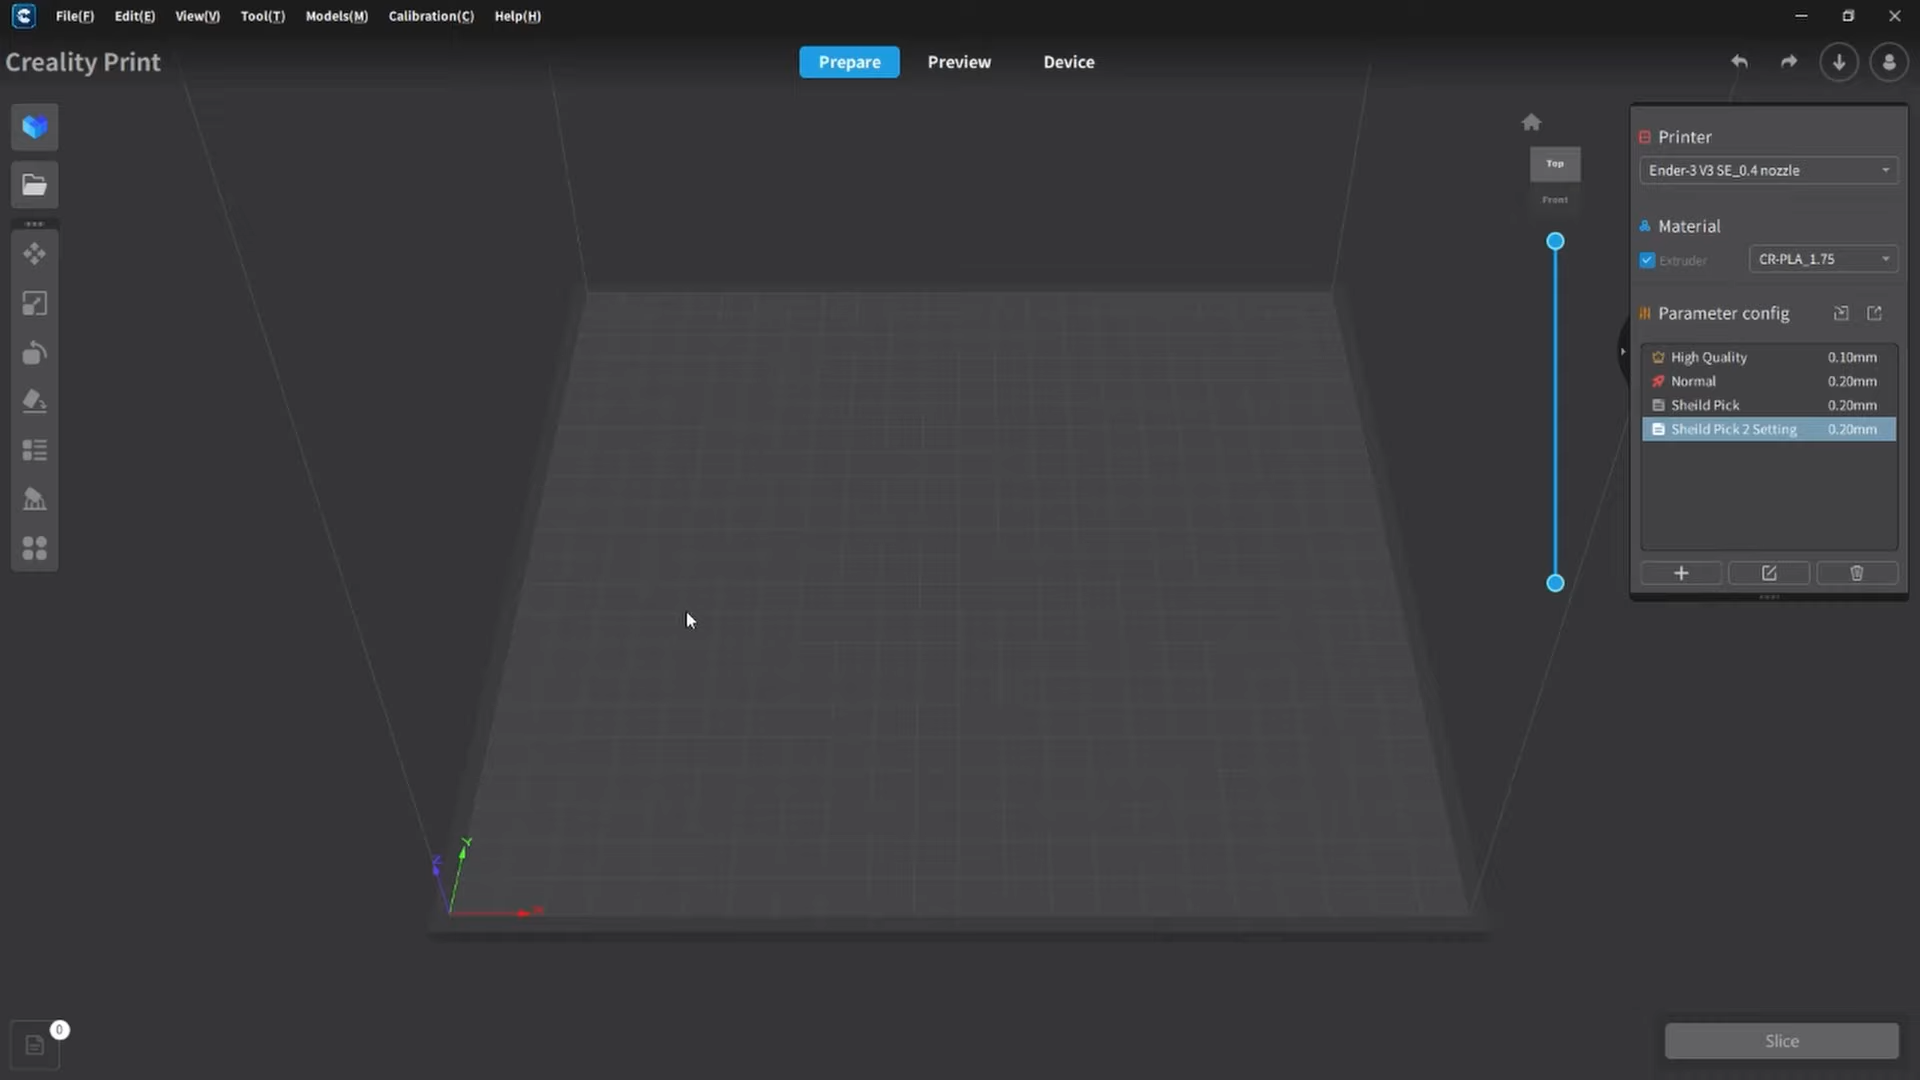 File(F) Edit(E) View(V) Tool(T) Models(M) Calibration(C) Help(H)
Creality Print
Prepare Preview Device
Top
Front
Printer
Ender-3 V3 SE_0.4 nozzle
Material
Extruder CR-PLA_1.75
Parameter config
High Quality 0.10mm
Normal 0.20mm
Sheild Pick 0.20mm
Sheild Pick 2 Setting 0.20mm
Y
Z
X
0
Slice